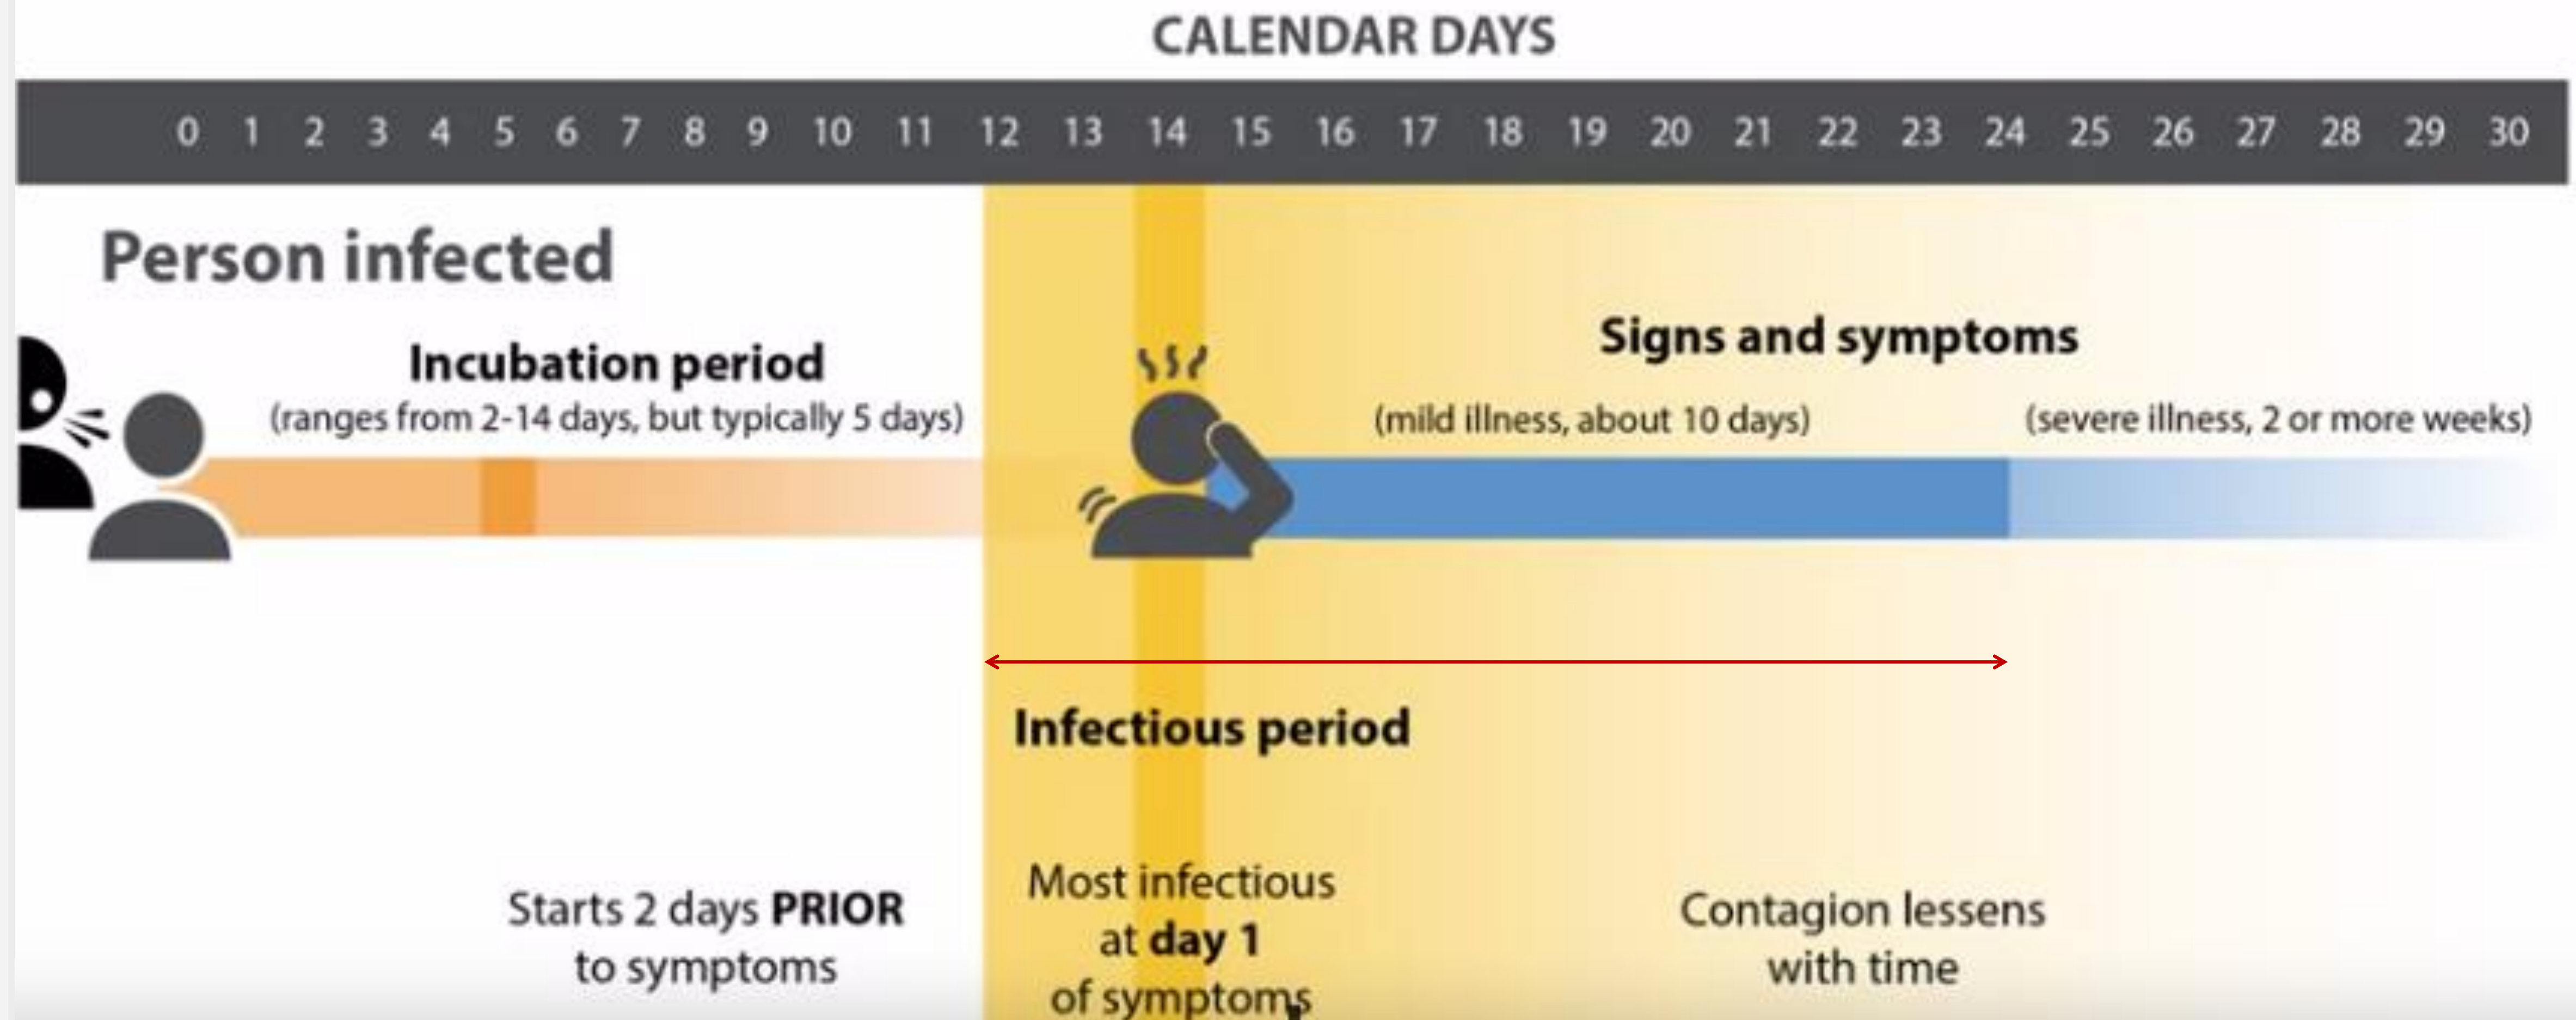 CALENDAR DAYS
0 1 2 3 4 5 6 7 8 9 10 11 12 13 14 15 16 17 18 19 20 21 22 23 24 25 26 27 28 29 30
Person infected
Incubation period
(ranges from 2-14 days, but typically 5 days)
Signs and symptoms
(mild illness, about 10 days)
(severe illness, 2 or more weeks)
Infectious period
Starts 2 days PRIOR
to symptoms
Most infectious
at day 1
of symptoms
Contagion lessens
with time